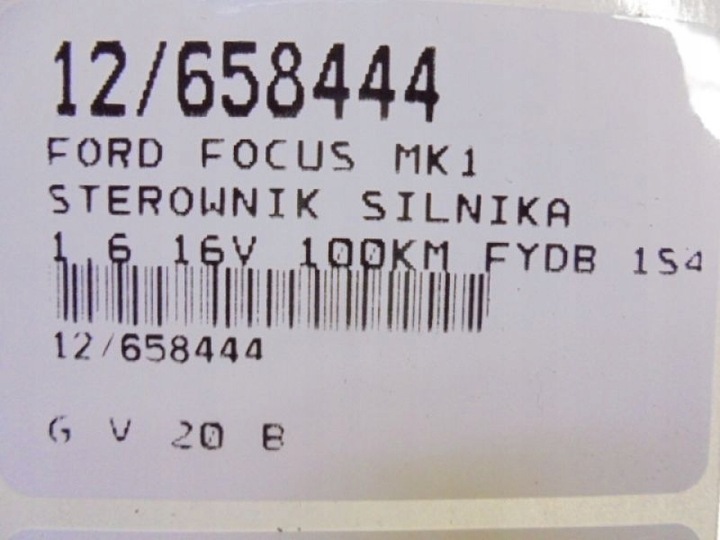 12/658444
FORD FOCUS MK1
STEROWNIK SILNIKA
1.6 16V 100KM FYDB 1S4
12/658444
G V 20 B